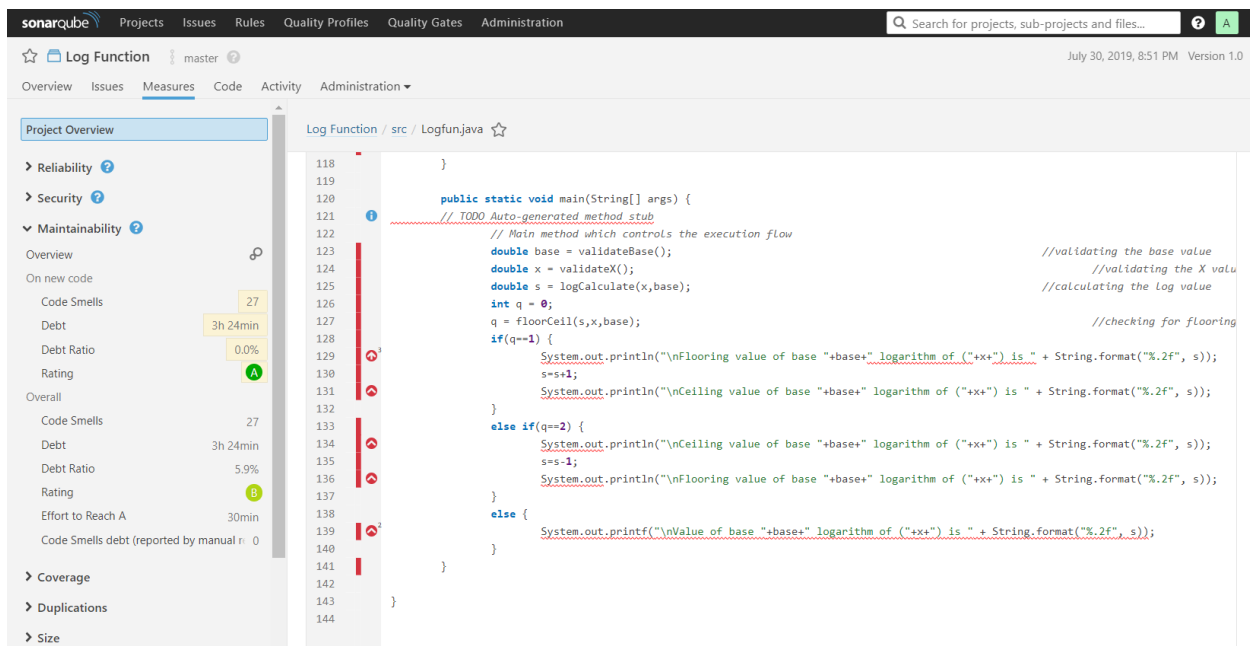 sonarqube Projects Issues Rules Quality Profiles Quality Gates Administration Search for projects, sub-projects and files... ? A
Log Function master ? July 30, 2019, 8:51 PM Version 1.0
Overview Issues Measures Code Activity Administration
Project Overview
Reliability ?
Security ?
Maintainability ?
Overview
On new code
Code Smells 27
Debt 3h 24min
Debt Ratio 0.0%
Rating A
Overall
Code Smells 27
Debt 3h 24min
Debt Ratio 5.9%
Rating B
Effort to Reach A 30min
Code Smells debt (reported by manual r 0
Coverage
Duplications
Size
Log Function / src / Logfun.java
118 }
119
120 public static void main(String[] args) {
121 // TODO Auto-generated method stub
122 // Main method which controls the execution flow
123 double base = validateBase(); //validating the base value
124 double x = validateX(); //validating the X valu
125 double s = logCalculate(x,base); //calculating the log value
126 int q = 0;
127 q = floorCeil(s,x,base); //checking for flooring
128 if(q==1) {
129 3 System.out.println("\nFlooring value of base "+base+" logarithm of ("+x+") is " + String.format("%.2f", s));
130 s=s+1;
131 System.out.println("\nCeiling value of base "+base+" logarithm of ("+x+") is " + String.format("%.2f", s));
132 }
133 else if(q==2) {
134 System.out.println("\nCeiling value of base "+base+" logarithm of ("+x+") is " + String.format("%.2f", s));
135 s=s-1;
136 System.out.println("\nFlooring value of base "+base+" logarithm of ("+x+") is " + String.format("%.2f", s));
137 }
138 else {
139 2 System.out.printf("\nValue of base "+base+" logarithm of ("+x+") is " + String.format("%.2f", s));
140 }
141 }
142
143 }
144